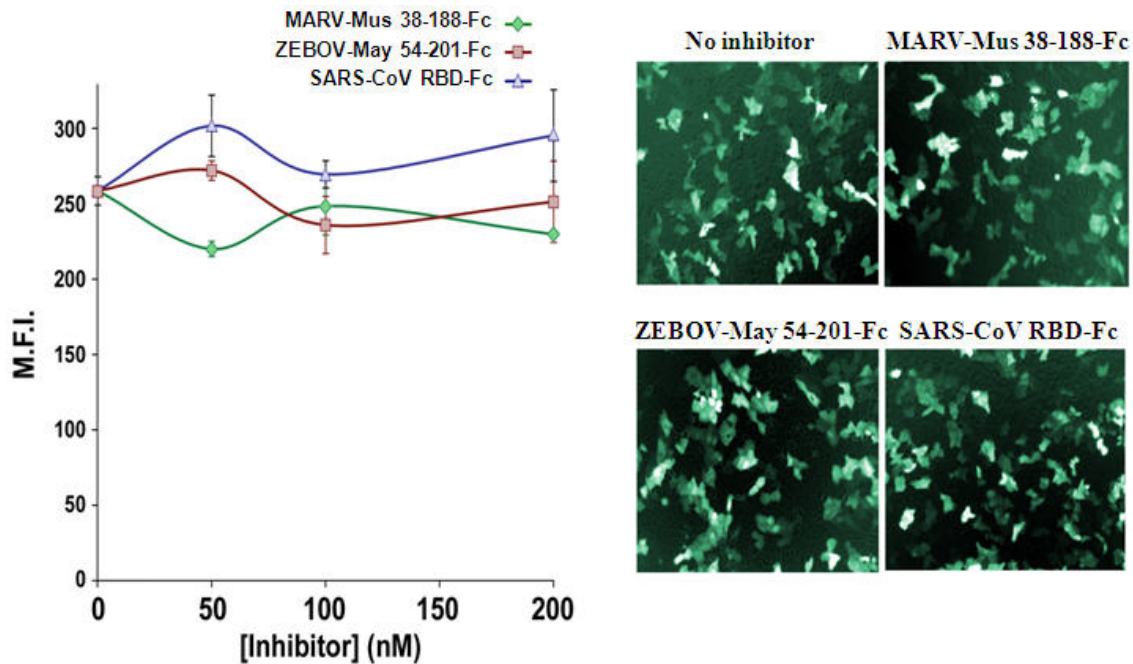 MARV-Mus 38-188-Fc
ZEBOV-May 54-201-Fc
SARS-CoV RBD-Fc
300
250
200
150
100
50
0
M.F.I.
0 50 100 150 200
[Inhibitor] (nM)
No inhibitor
MARV-Mus 38-188-Fc
ZEBOV-May 54-201-Fc
SARS-CoV RBD-Fc